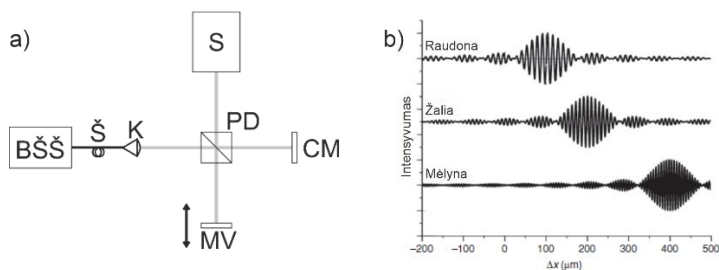 a)
S
BŠŠ
Š
K
PD
CM
MV
b)
Intensyvumas
Raudona
Žalia
Mėlyna
−200 −100 0 100 200 300 400 500
Δx (μm)